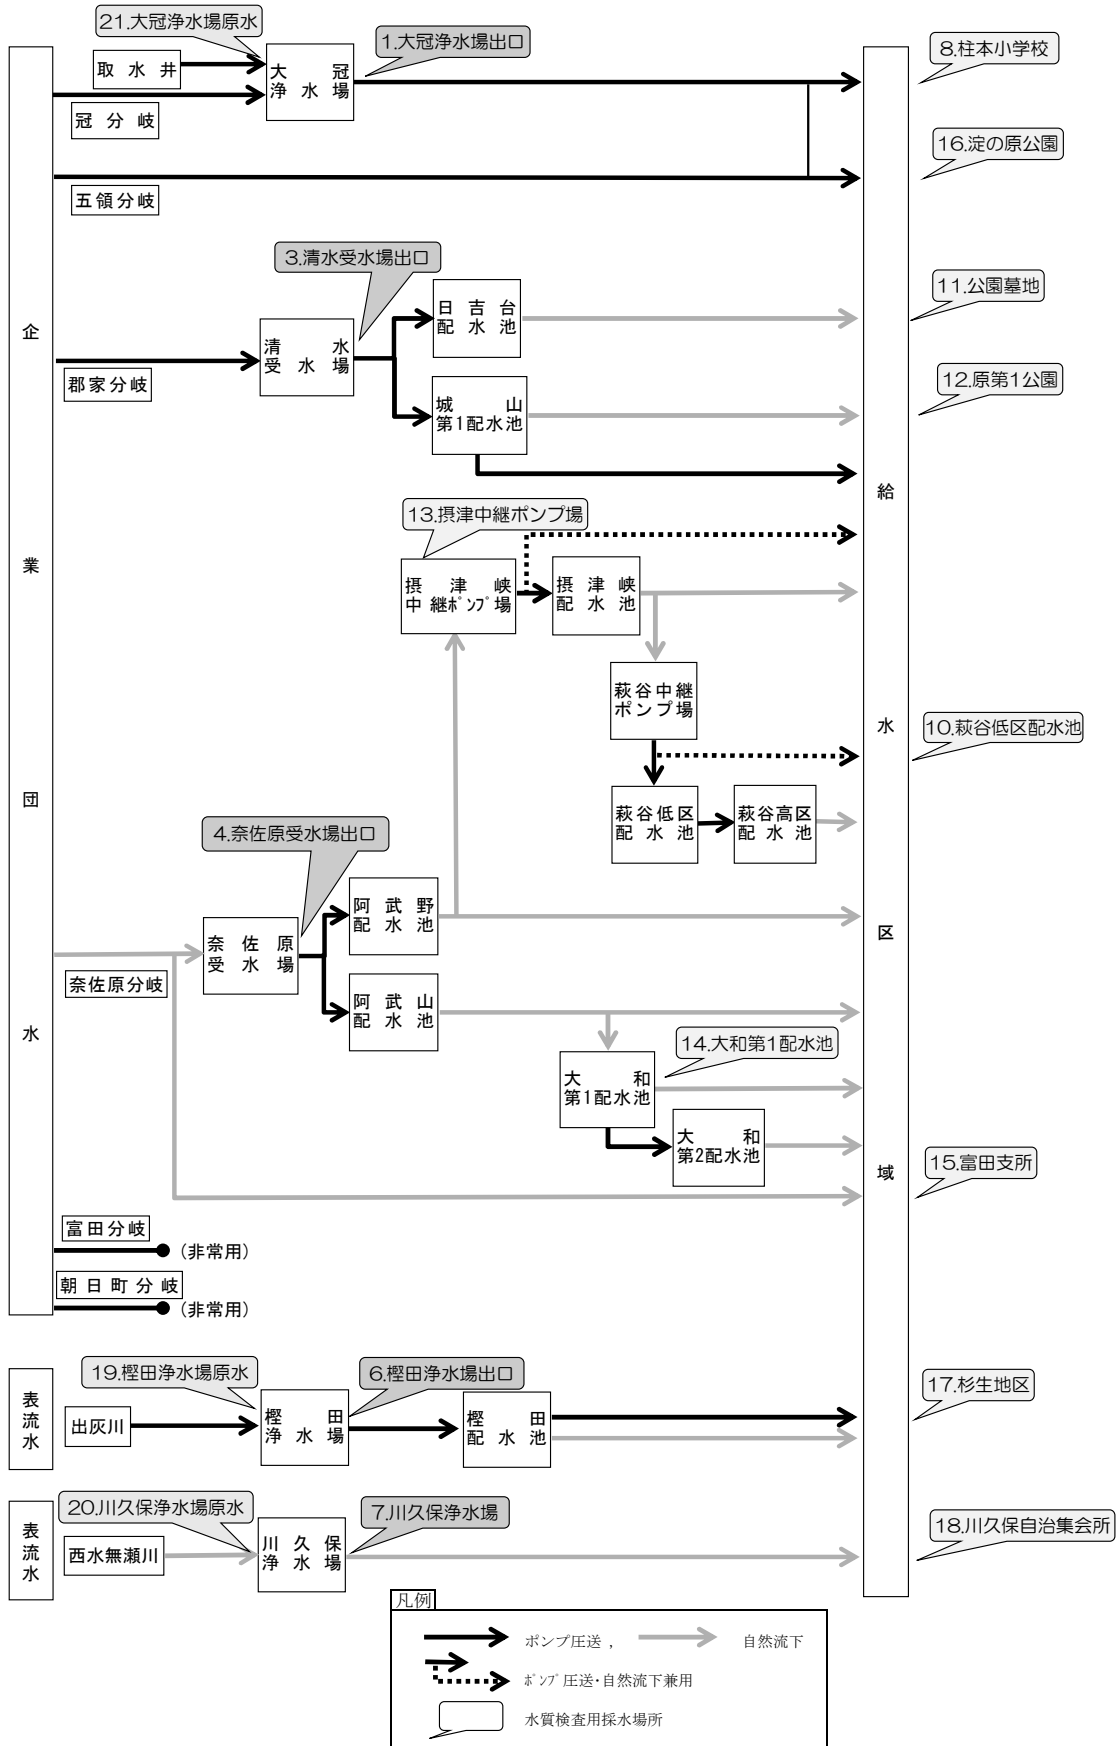 21.大冠浄水場原水
1.大冠浄水場出口
取水井
大冠
浄水場
冠分岐
8.柱本小学校
16.淀の原公園
五領分岐
3.清水受水場出口
日吉台
配水池
11.公園墓地
清水
受水場
郡家分岐
城山
第1配水池
12.原第1公園
13.摂津中継ポンプ場
摂津峡
中継ﾎﾟﾝﾌﾟ場
摂津峡
配水池
萩谷中継
ポンプ場
10.萩谷低区配水池
萩谷低区
配水池
萩谷高区
配水池
4.奈佐原受水場出口
阿武野
配水池
奈佐原
受水場
奈佐原分岐
阿武山
配水池
14.大和第1配水池
大和
第1配水池
大和
第2配水池
15.富田支所
富田分岐
(非常用)
朝日町分岐
(非常用)
企業団水
給水区域
19.樫田浄水場原水
6.樫田浄水場出口
17.杉生地区
表流水
出灰川
樫田
浄水場
樫田
配水池
20.川久保浄水場原水
7.川久保浄水場
18.川久保自治集会所
表流水
西水無瀬川
川久保
浄水場
凡例
ポンプ圧送，　自然流下
ﾎﾟﾝﾌﾟ圧送・自然流下兼用
水質検査用採水場所